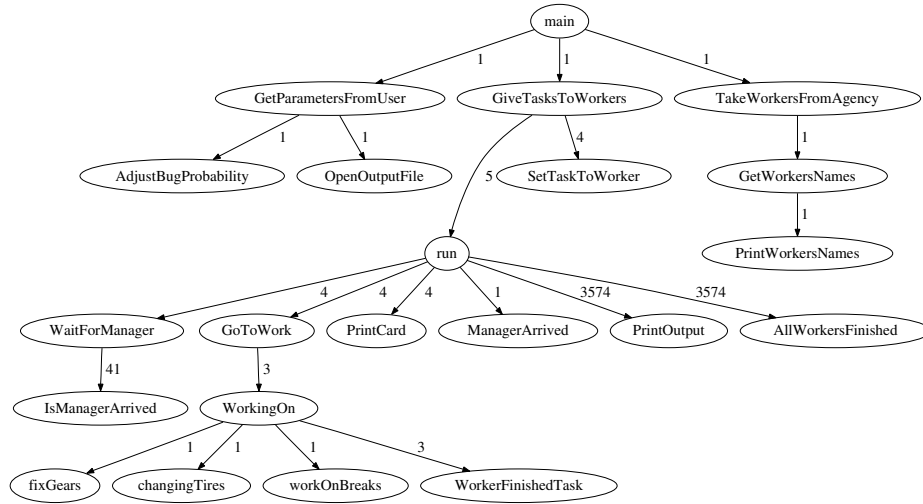 main
1
1
1
GetParametersFromUser
GiveTasksToWorkers
TakeWorkersFromAgency
1
1
4
1
AdjustBugProbability
OpenOutputFile
5
SetTaskToWorker
GetWorkersNames
1
run
PrintWorkersNames
4
4
4
1
3574
3574
WaitForManager
GoToWork
PrintCard
ManagerArrived
PrintOutput
AllWorkersFinished
41
3
IsManagerArrived
WorkingOn
1
1
1
3
fixGears
changingTires
workOnBreaks
WorkerFinishedTask